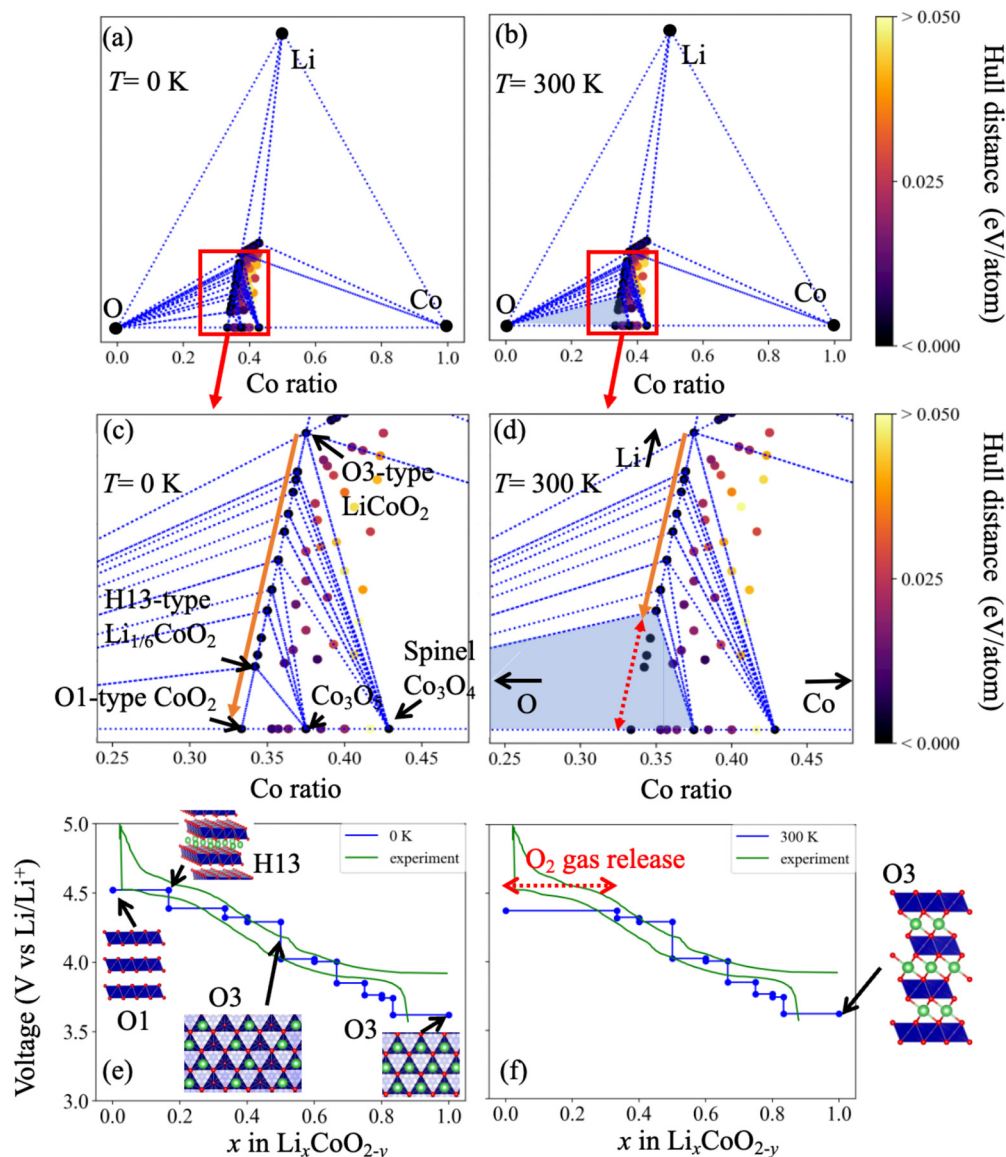 (a)
T= 0 K
Li
O
Co
0.0 0.2 0.4 0.6 0.8 1.0
Co ratio
(b)
T= 300 K
Li
O
Co
0.0 0.2 0.4 0.6 0.8 1.0
Co ratio
> 0.050
0.025
< 0.000
Hull distance (eV/atom)
(c)
T= 0 K
O3-type
LiCoO2
H13-type
Li1/6CoO2
O1-type CoO2
Co3O5
Spinel
Co3O4
0.25 0.30 0.35 0.40 0.45
Co ratio
(d)
Li
T= 300 K
O
Co
0.25 0.30 0.35 0.40 0.45
Co ratio
> 0.050
0.025
< 0.000
Hull distance (eV/atom)
Voltage (V vs Li/Li+)
5.0
4.5
4.0
3.5
3.0
0 K
experiment
H13
O1
O3
O3
(e)
0.0 0.2 0.4 0.6 0.8 1.0
x in LixCoO2-y
300 K
experiment
O2 gas release
O3
(f)
0.0 0.2 0.4 0.6 0.8 1.0
x in LixCoO2-y